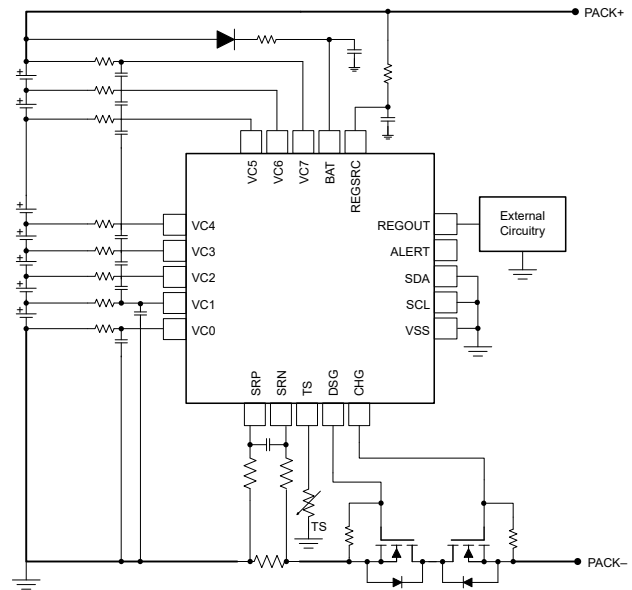 PACK+
VC5
VC6
VC7
BAT
REGSRC
VC4
VC3
VC2
VC1
VC0
REGOUT
ALERT
SDA
SCL
VSS
External
Circuitry
SRP
SRN
TS
DSG
CHG
TS
PACK–
+
+
+
+
+
+